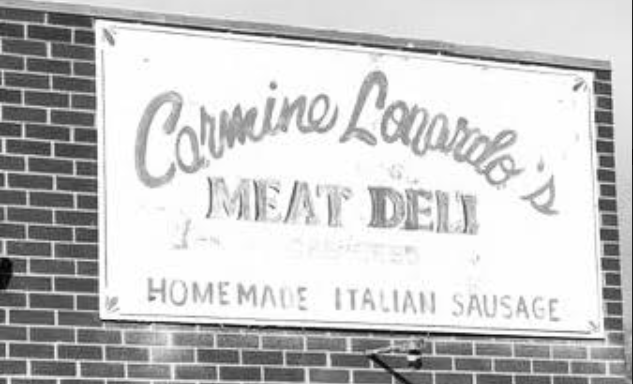 Carmine Lonardo's
MEAT DELI
HOMEMADE ITALIAN SAUSAGE